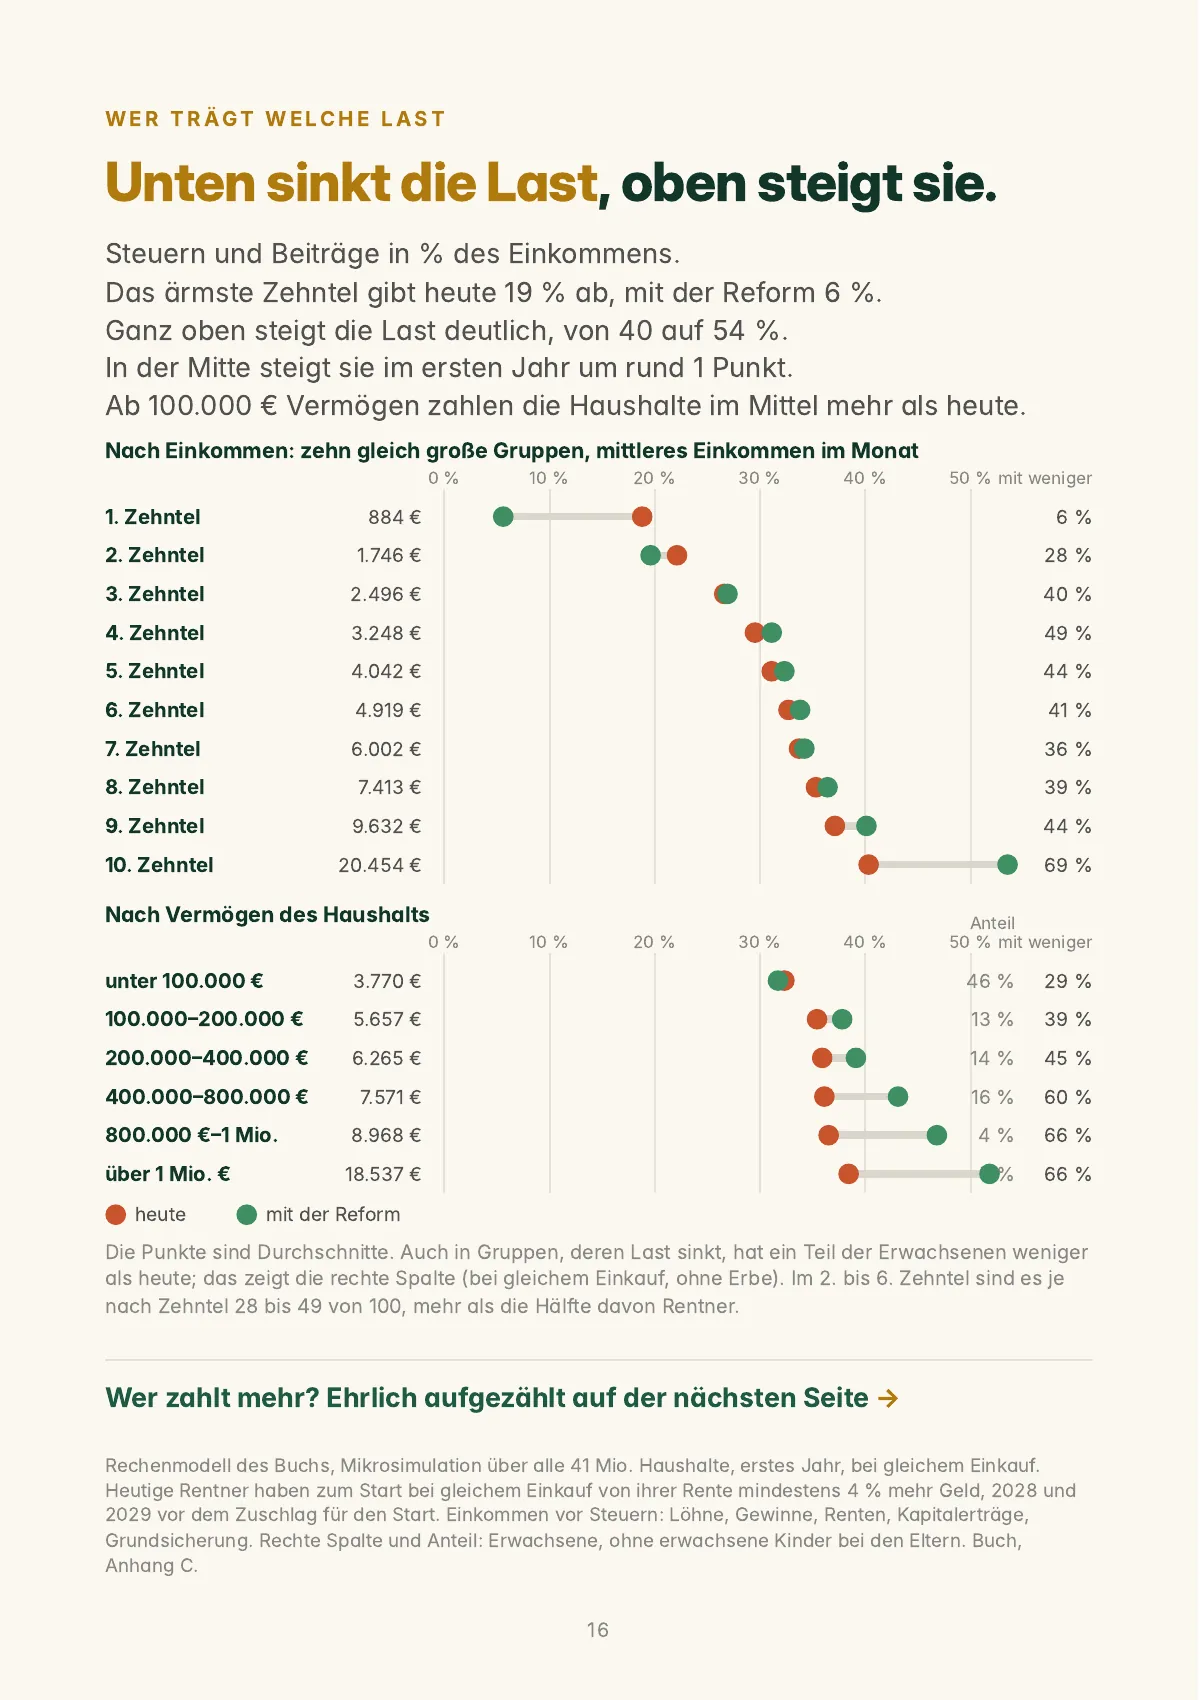 WER TRÄGT WELCHE LAST
Unten sinkt die Last, oben steigt sie.
Steuern und Beiträge in % des Einkommens.
Das ärmste Zehntel gibt heute 19 % ab, mit der Reform 6 %.
Ganz oben steigt die Last deutlich, von 40 auf 54 %.
In der Mitte steigt sie im ersten Jahr um rund 1 Punkt.
Ab 100.000 € Vermögen zahlen die Haushalte im Mittel mehr als heute.
Nach Einkommen: zehn gleich große Gruppen, mittleres Einkommen im Monat
0 % 10 % 20 % 30 % 40 % 50 % mit weniger
1. Zehntel 884 € 6 %
2. Zehntel 1.746 € 28 %
3. Zehntel 2.496 € 40 %
4. Zehntel 3.248 € 49 %
5. Zehntel 4.042 € 44 %
6. Zehntel 4.919 € 41 %
7. Zehntel 6.002 € 36 %
8. Zehntel 7.413 € 39 %
9. Zehntel 9.632 € 44 %
10. Zehntel 20.454 € 69 %
Nach Vermögen des Haushalts
Anteil
0 % 10 % 20 % 30 % 40 % 50 % mit weniger
unter 100.000 € 3.770 € 46 % 29 %
100.000–200.000 € 5.657 € 13 % 39 %
200.000–400.000 € 6.265 € 14 % 45 %
400.000–800.000 € 7.571 € 16 % 60 %
800.000 €–1 Mio. 8.968 € 4 % 66 %
über 1 Mio. € 18.537 € % 66 %
heute mit der Reform
Die Punkte sind Durchschnitte. Auch in Gruppen, deren Last sinkt, hat ein Teil der Erwachsenen weniger
als heute; das zeigt die rechte Spalte (bei gleichem Einkauf, ohne Erbe). Im 2. bis 6. Zehntel sind es je
nach Zehntel 28 bis 49 von 100, mehr als die Hälfte davon Rentner.
Wer zahlt mehr? Ehrlich aufgezählt auf der nächsten Seite →
Rechenmodell des Buchs, Mikrosimulation über alle 41 Mio. Haushalte, erstes Jahr, bei gleichem Einkauf.
Heutige Rentner haben zum Start bei gleichem Einkauf von ihrer Rente mindestens 4 % mehr Geld, 2028 und
2029 vor dem Zuschlag für den Start. Einkommen vor Steuern: Löhne, Gewinne, Renten, Kapitalerträge,
Grundsicherung. Rechte Spalte und Anteil: Erwachsene, ohne erwachsene Kinder bei den Eltern. Buch,
Anhang C.
16